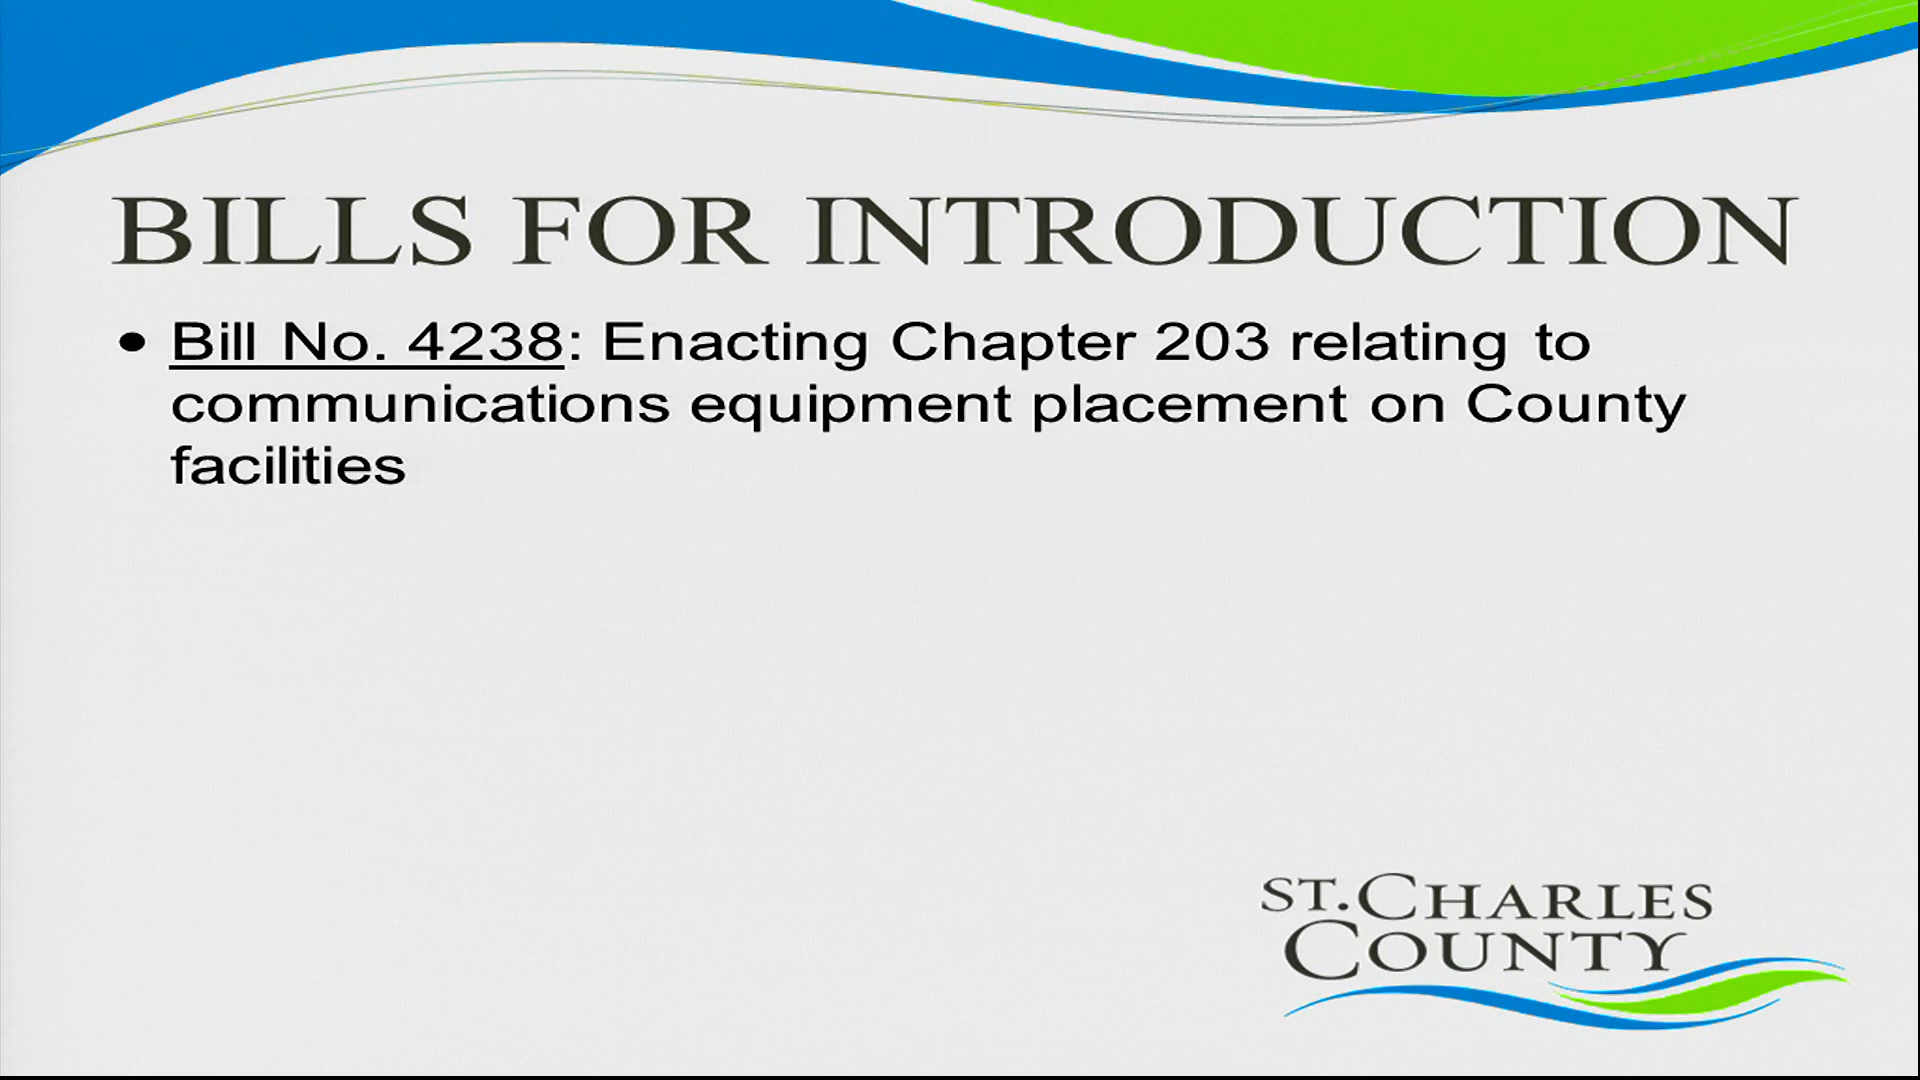 BILLS FOR INTRODUCTION
• Bill No. 4238: Enacting Chapter 203 relating to
communications equipment placement on County
facilities
ST. CHARLES
COUNTY